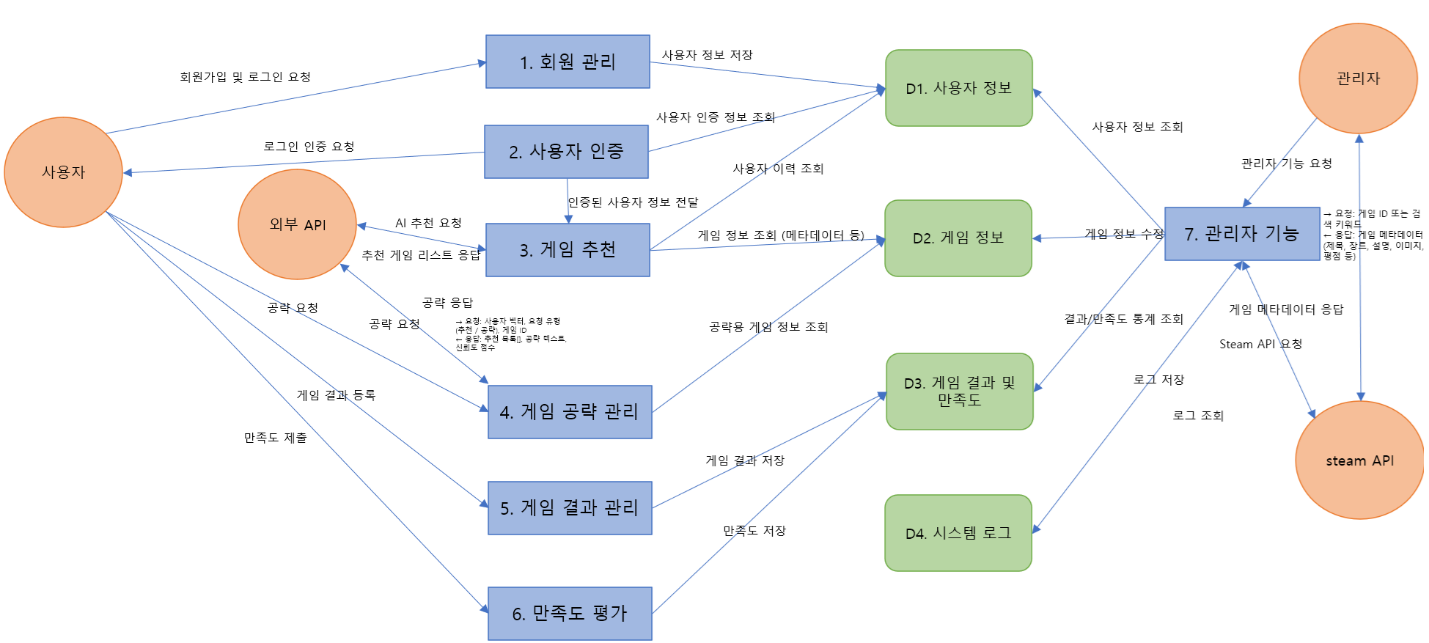 1. 회원 관리
사용자 정보 저장
회원가입 및 로그인 요청
D1. 사용자 정보
관리자
사용자 인증 정보 조회
사용자 정보 조회
로그인 인증 요청
2. 사용자 인증
사용자
사용자 이력 조회
관리자 기능 요청
인증된 사용자 정보 전달
외부 API
AI 추천 요청
추천 게임 리스트 응답
3. 게임 추천
게임 정보 조회 (메타데이터 등)
D2. 게임 정보
게임 정보 수정
7. 관리자 기능
→ 요청: 게임 ID 또는 검
색 키워드
← 응답: 게임 메타데이터
(제목, 장르, 설명, 이미지,
평점 등)
공략 요청
공략 응답
공략 요청
→ 요청: 사용자 벡터, 요청 유형
(추천 / 공략), 게임 ID
← 응답: 추천 목록[], 공략 텍스트,
신뢰도 점수
공략용 게임 정보 조회
결과/만족도 통계 조회
게임 메타데이터 응답
Steam API 요청
게임 결과 등록
4. 게임 공략 관리
D3. 게임 결과 및
만족도
로그 저장
로그 조회
만족도 제출
게임 결과 저장
steam API
5. 게임 결과 관리
만족도 저장
D4. 시스템 로그
6. 만족도 평가